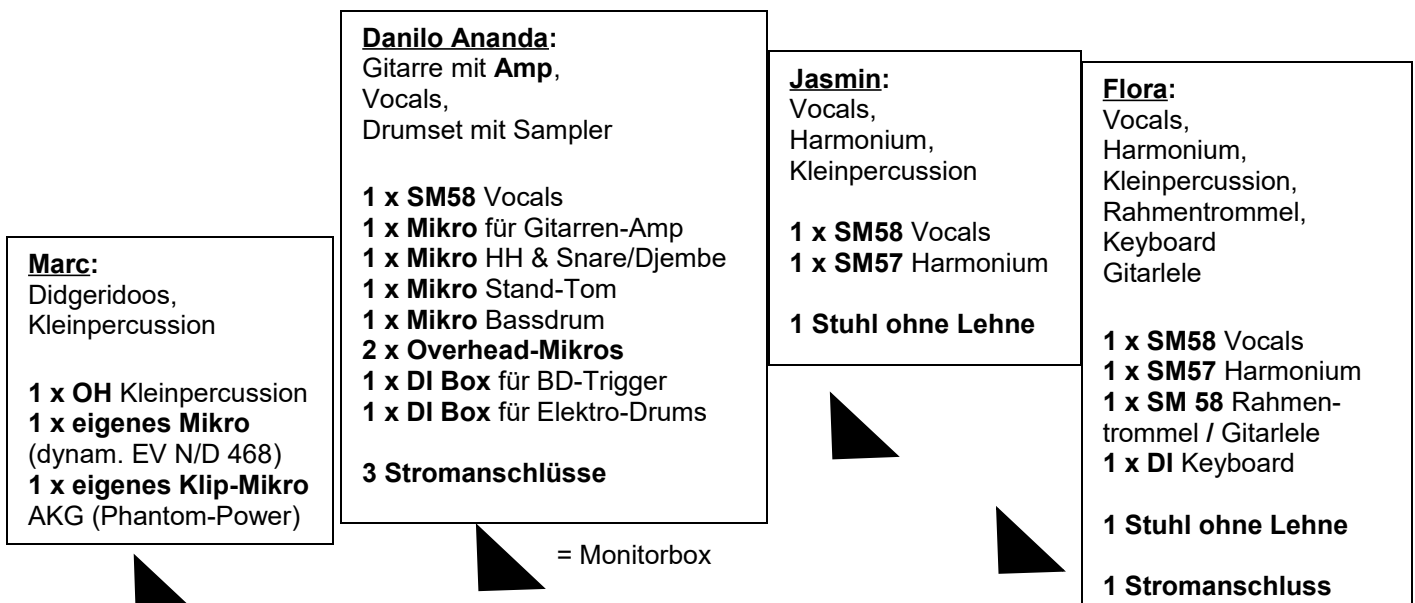 Danilo Ananda:
Gitarre mit Amp,
Vocals,
Drumset mit Sampler
1 x SM58 Vocals
1 x Mikro für Gitarren-Amp
1 x Mikro HH & Snare/Djembe
1 x Mikro Stand-Tom
1 x Mikro Bassdrum
2 x Overhead-Mikros
1 x DI Box für BD-Trigger
1 x DI Box für Elektro-Drums
3 Stromanschlüsse
Jasmin:
Vocals,
Harmonium,
Kleinpercussion
1 x SM58 Vocals
1 x SM57 Harmonium
1 Stuhl ohne Lehne
Flora:
Vocals,
Harmonium,
Kleinpercussion,
Rahmentrommel,
Keyboard
Gitarlele
1 x SM58 Vocals
1 x SM57 Harmonium
1 x SM 58 Rahmen-
trommel / Gitarlele
1 x DI Keyboard
1 Stuhl ohne Lehne
1 Stromanschluss
Marc:
Didgeridoos,
Kleinpercussion
1 x OH Kleinpercussion
1 x eigenes Mikro
(dynam. EV N/D 468)
1 x eigenes Klip-Mikro
AKG (Phantom-Power)
= Monitorbox